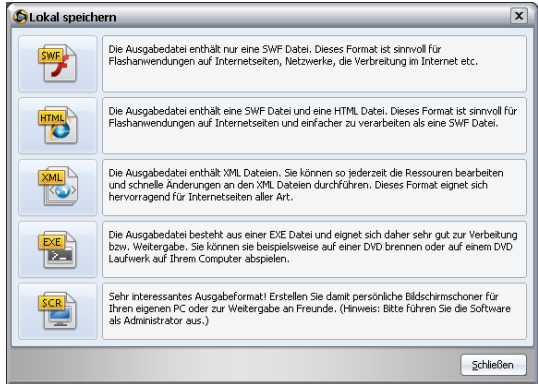 Lokal speichern
SWF
Die Ausgabedatei enthält nur eine SWF Datei. Dieses Format ist sinnvoll für
Flashanwendungen auf Internetseiten, Netzwerke, die Verbreitung im Internet etc.
HTML
Die Ausgabedatei enthält eine SWF Datei und eine HTML Datei. Dieses Format ist sinnvoll für
Flashanwendungen auf Internetseiten und einfacher zu verarbeiten als eine SWF Datei.
XML
Die Ausgabedatei enthält XML Dateien. Sie können so jederzeit die Ressouren bearbeiten
und schnelle Änderungen an den XML Dateien durchführen. Dieses Format eignet sich
hervorragend für Internetseiten aller Art.
EXE
Die Ausgabedatei besteht aus einer EXE Datei und eignet sich daher sehr gut zur Verbeitung
bzw. Weitergabe. Sie können sie beispielsweise auf einer DVD brennen oder auf einem DVD
Laufwerk auf Ihrem Computer abspielen.
SCR
Sehr interessantes Ausgabeformat! Erstellen Sie damit persönliche Bildschirmschoner für
Ihren eigenen PC oder zur Weitergabe an Freunde. (Hinweis: Bitte führen Sie die Software
als Administrator aus.)
Schließen